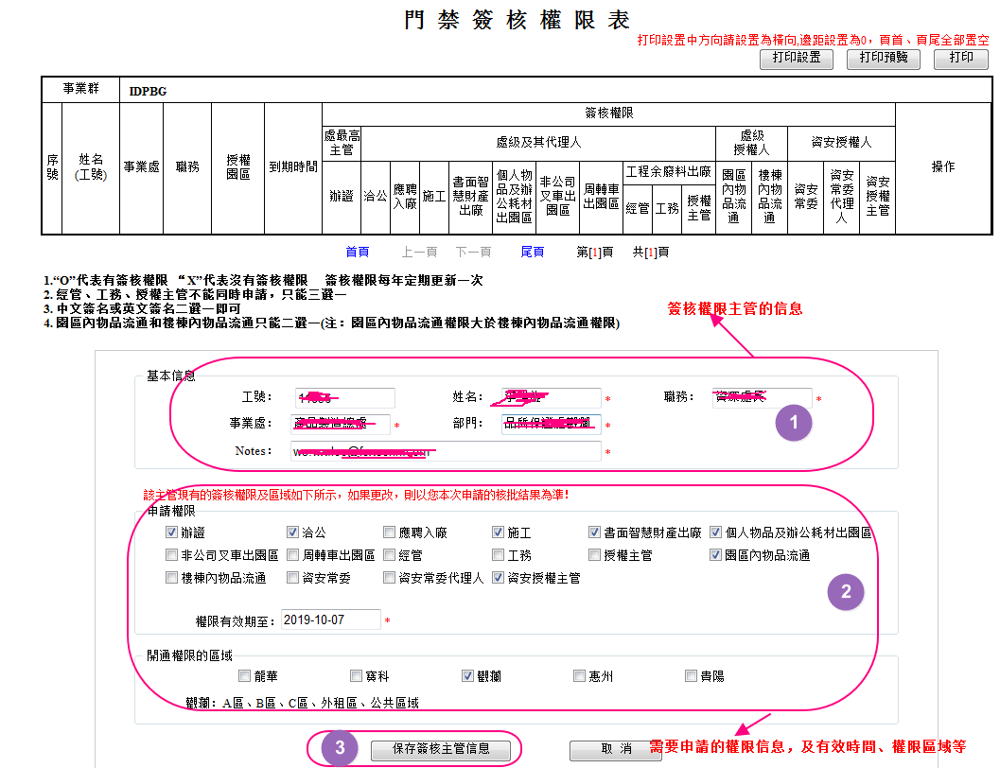 門禁簽核權限表
打印設置中方向請設置為橫向,邊距設置為0，頁首、頁尾全部置空
打印設置 打印預覽 打印
事業群 IDPBG
序號 姓名(工號) 事業處 職務 授權園區 到期時間 簽核權限 操作
處最高主管 處級及其代理人 處級授權人 資安授權人
辦證 洽公 應聘入廠 施工 書面智慧財產出廠 個人物品及辦公耗材出園區 非公司叉車出園區 周轉車出園區 工程余廢料出廠 園區內物品流通 樓棟內物品流通 資安常委 資安常委代理人 資安授權主管
經管 工務 授權主管
首頁 上一頁 下一頁 尾頁 第[1]頁 共[1]頁
1.“O”代表有簽核權限 “X”代表沒有簽核權限 簽核權限每年定期更新一次
2. 經管、工務、授權主管不能同時申請，只能三選一
3. 中文簽名或英文簽名二選一即可
4. 園區內物品流通和樓棟內物品流通只能二選一(注：園區內物品流通權限大於樓棟內物品流通權限)
簽核權限主管的信息
基本信息
工號： 姓名： * 職務： *
事業處： * 部門： *
1
Notes： *
該主管現有的簽核權限及區域如下所示，如果更改，則以您本次申請的核批結果為準！
申請權限
辦證 洽公 應聘入廠 施工 書面智慧財產出廠 個人物品及辦公耗材出園區
非公司叉車出園區 周轉車出園區 經管 工務 授權主管 園區內物品流通
樓棟內物品流通 資安常委 資安常委代理人 資安授權主管
2
權限有效期至： 2019-10-07 *
開通權限的區域
龍華 寶科 觀瀾 惠州 貴陽
觀瀾：A區、B區、C區、外租區、公共區域
3 保存簽核主管信息 取 消
需要申請的權限信息，及有效時間、權限區域等